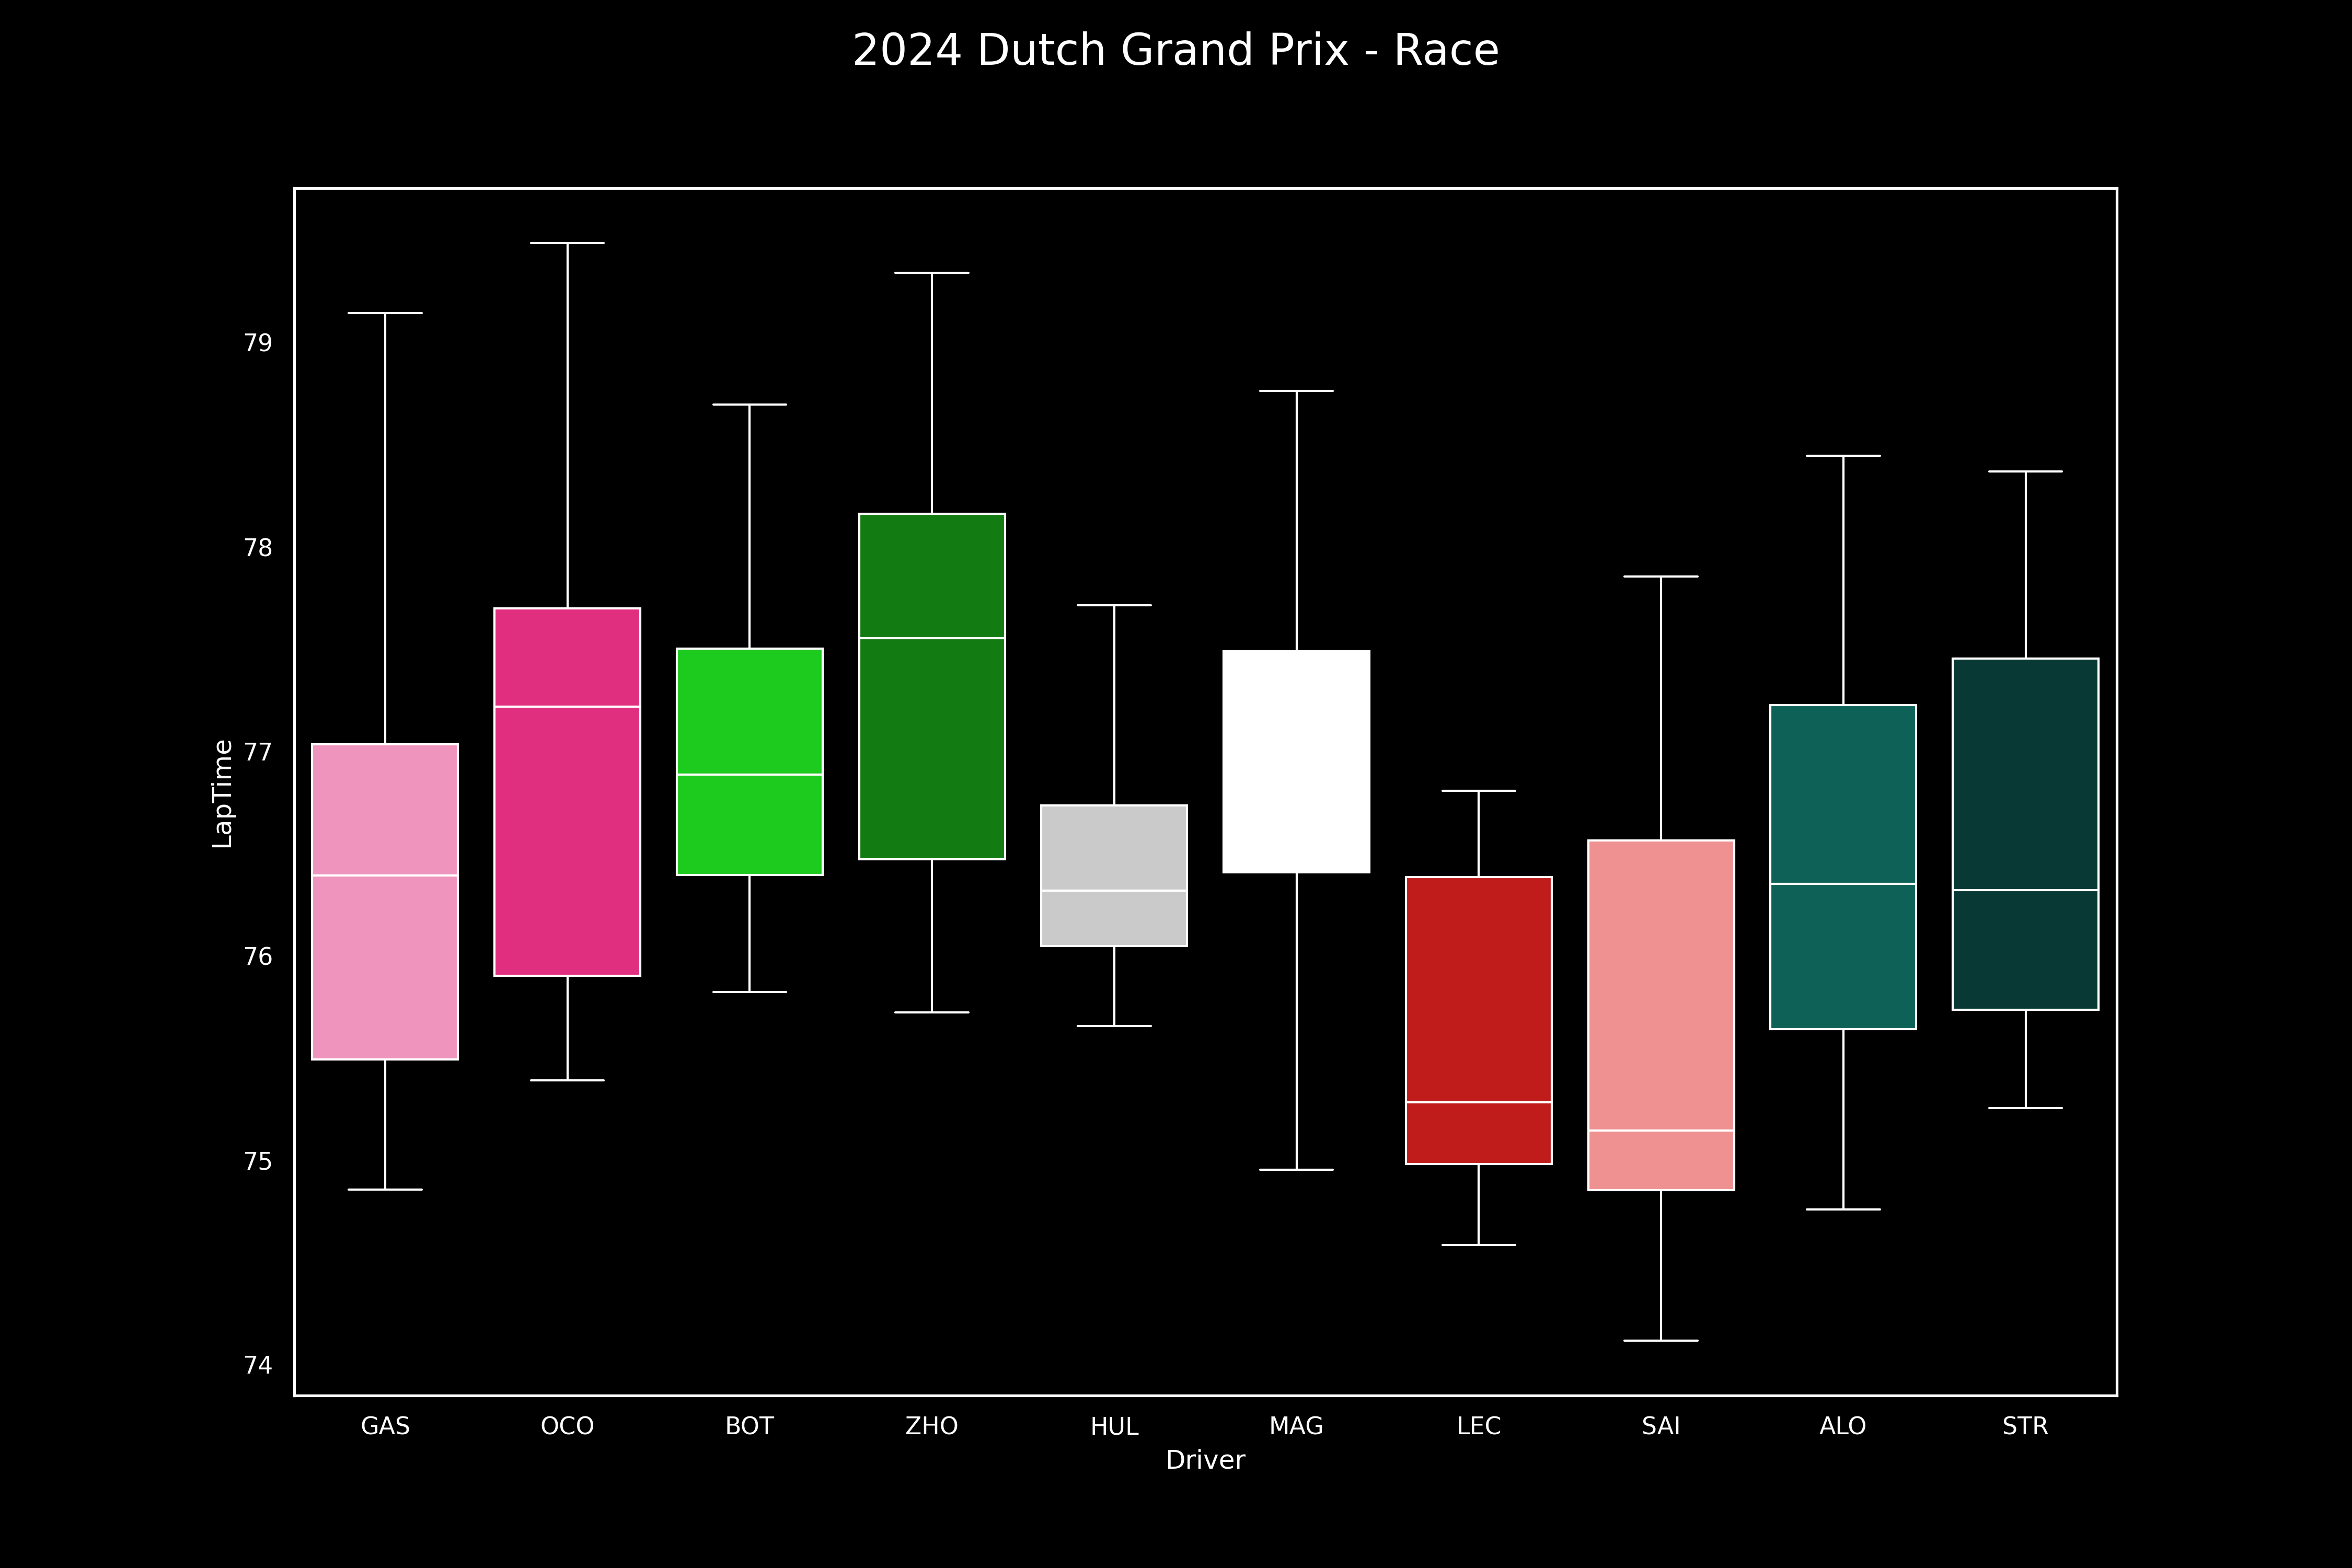 2024 Dutch Grand Prix - Race
79
78
77
76
75
74
LapTime
GAS OCO BOT ZHO HUL MAG LEC SAI ALO STR
Driver